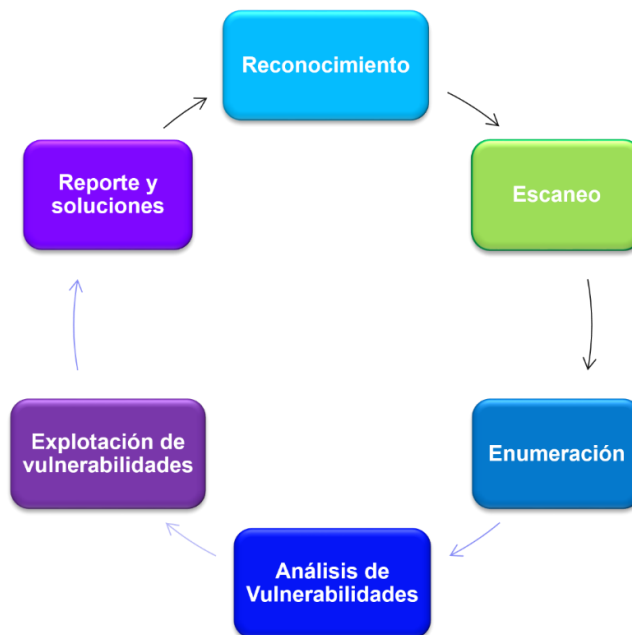 Reconocimiento
Escaneo
Enumeración
Análisis de
Vulnerabilidades
Explotación de
vulnerabilidades
Reporte y
soluciones